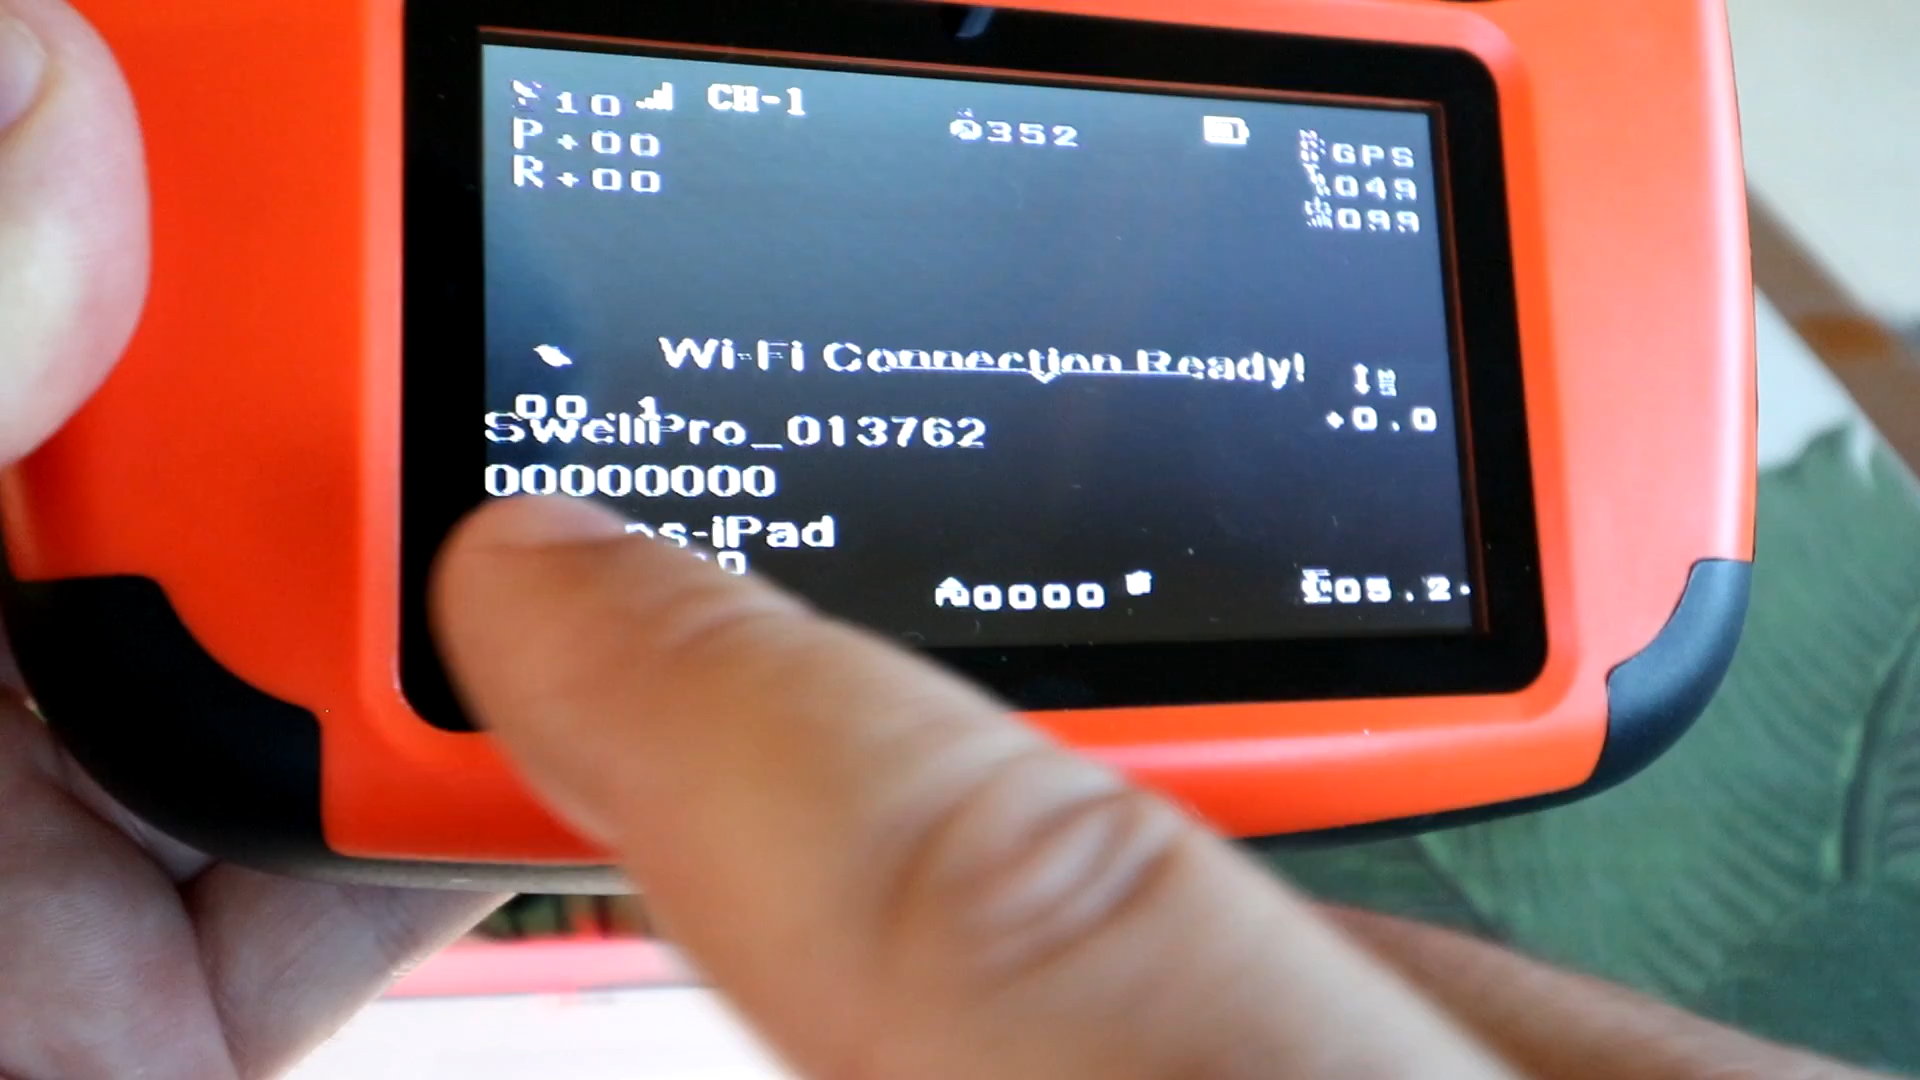 10 CH-1
352
P+00
R+00
GPS
049
099
Wi-Fi Connection Ready!
+0.0
SwellPro_013762
00000000
0000
05.2